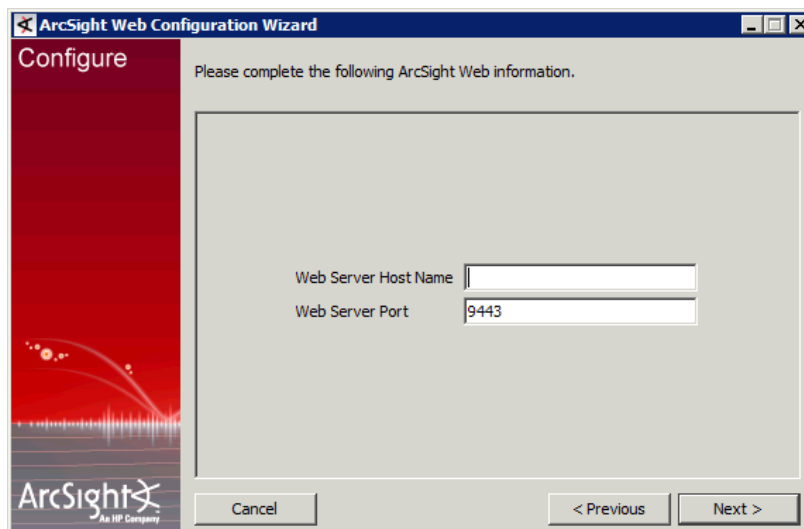 ArcSight Web Configuration Wizard
Configure
Please complete the following ArcSight Web information.
Web Server Host Name
Web Server Port 9443
ArcSight
An HP Company
Cancel < Previous Next >